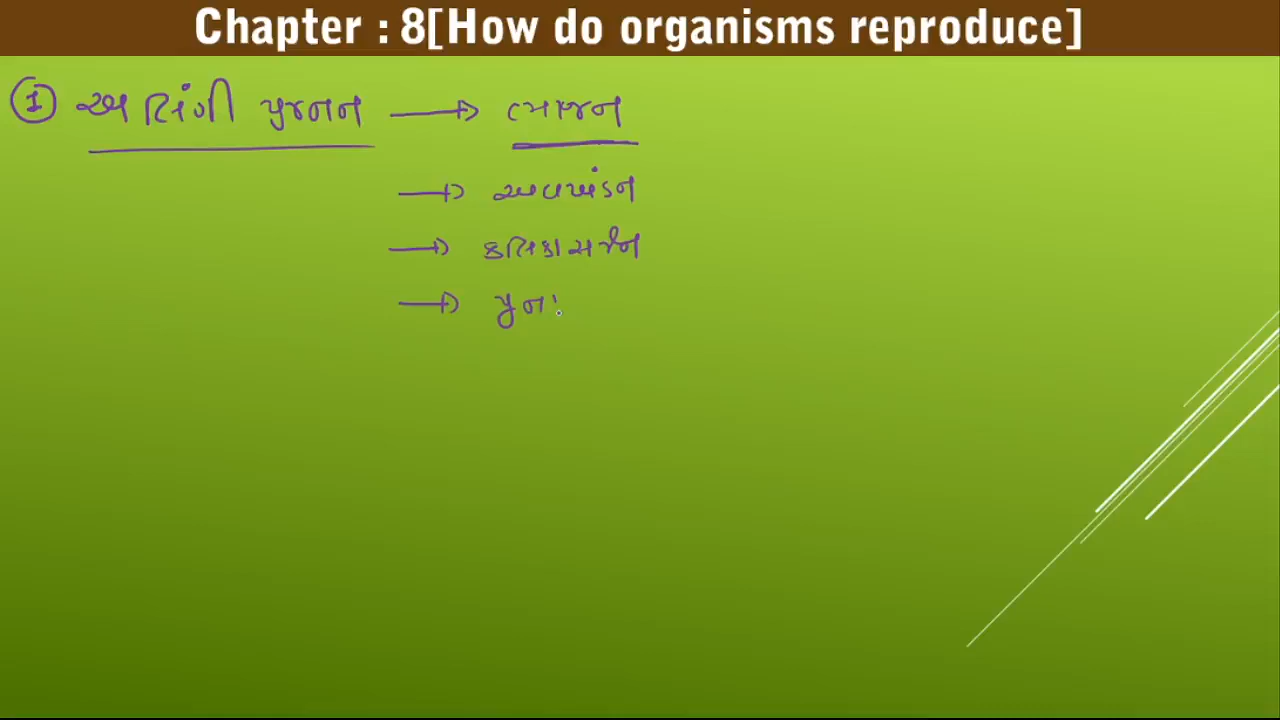 Chapter : 8[How do organisms reproduce]
① અલિંગી પ્રજનન → ભાજન
→ અવખંડન
→ કલિકાસર્જન
→ પુનઃ